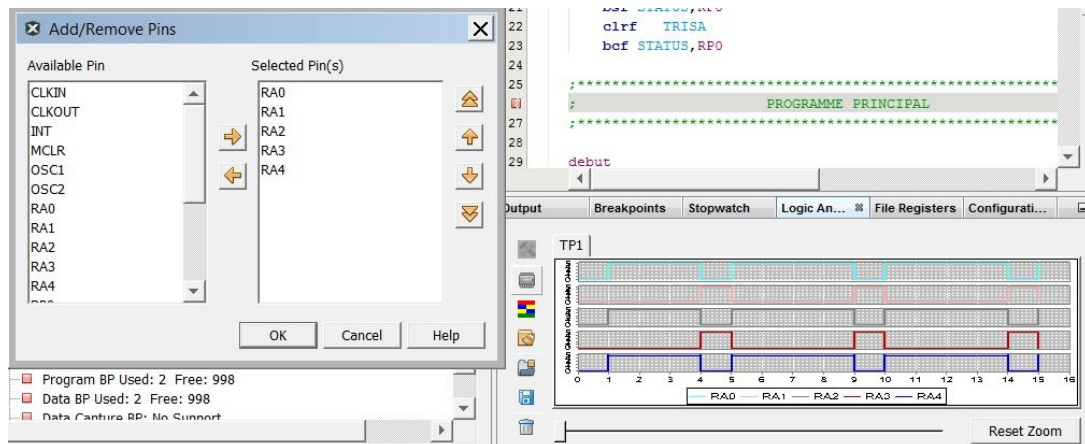 Add/Remove Pins
Available Pin
Selected Pin(s)
CLKIN
CLKOUT
INT
MCLR
OSC1
OSC2
RA0
RA1
RA2
RA3
RA4
RA0
RA1
RA2
RA3
RA4
OK Cancel Help
Program BP Used: 2 Free: 998
Data BP Used: 2 Free: 998
Data Capture BP: No Support
21 bsf STATUS,RP0
22 clrf TRISA
23 bcf STATUS,RP0
24
25 ;********************************************************
; PROGRAMME PRINCIPAL
27 ;********************************************************
28
29 debut
Output Breakpoints Stopwatch Logic An... File Registers Configurati...
TP1
0 1 2 3 4 5 6 7 8 9 10 11 12 13 14 15 16
RA0 RA1 RA2 RA3 RA4
Reset Zoom